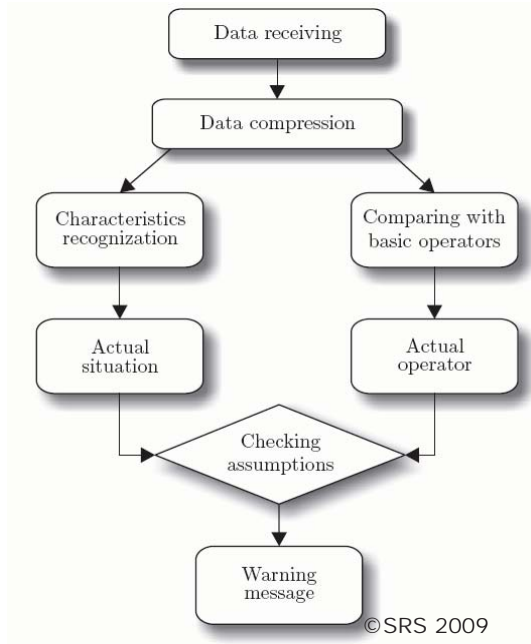 Data receiving
Data compression
Characteristics
recognization
Comparing with
basic operators
Actual
situation
Actual
operator
Checking
assumptions
Warning
message
©SRS 2009